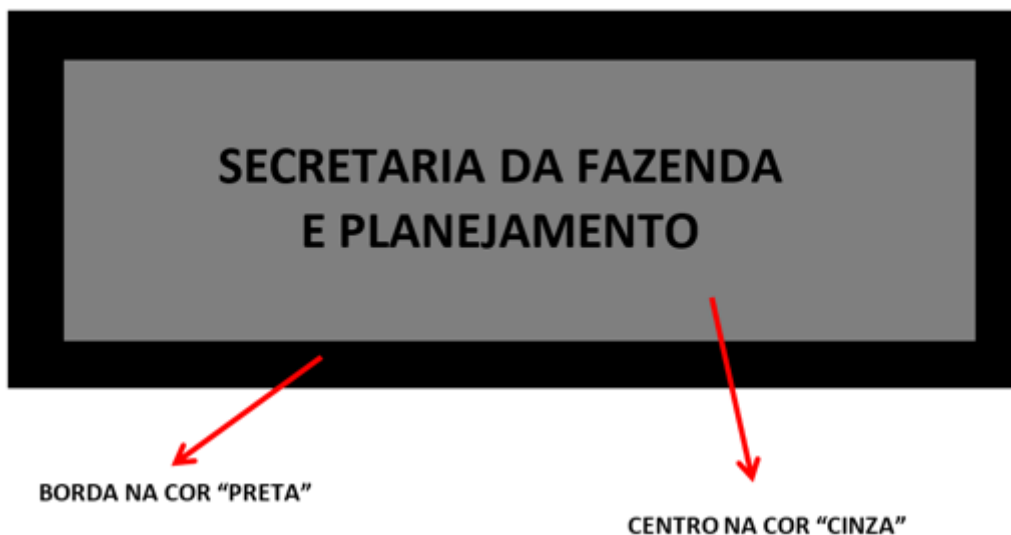 SECRETARIA DA FAZENDA
E PLANEJAMENTO
BORDA NA COR “PRETA”
CENTRO NA COR “CINZA”